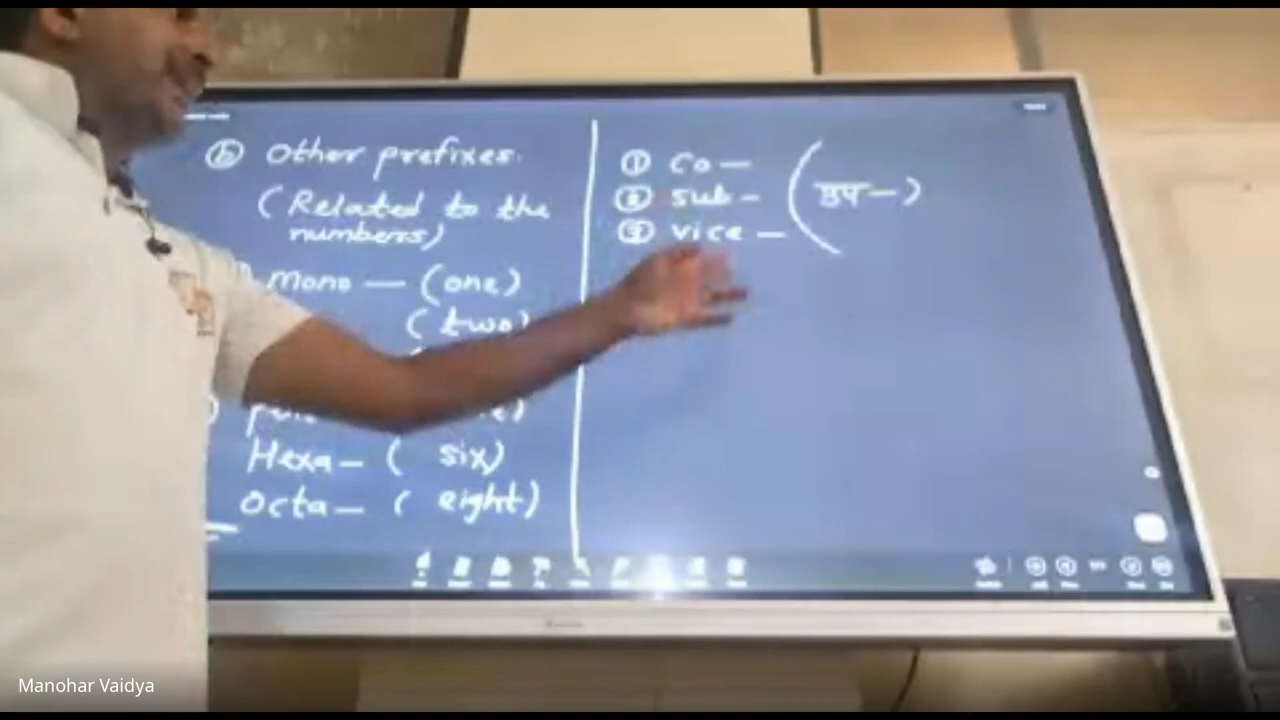 b Other prefixes.
(Related to the
numbers)
Mono — (one)
(two)
Hexa — ( six)
Octa — ( eight)
① Co —
② Sub —
③ vice —
( उप — )
Manohar Vaidya